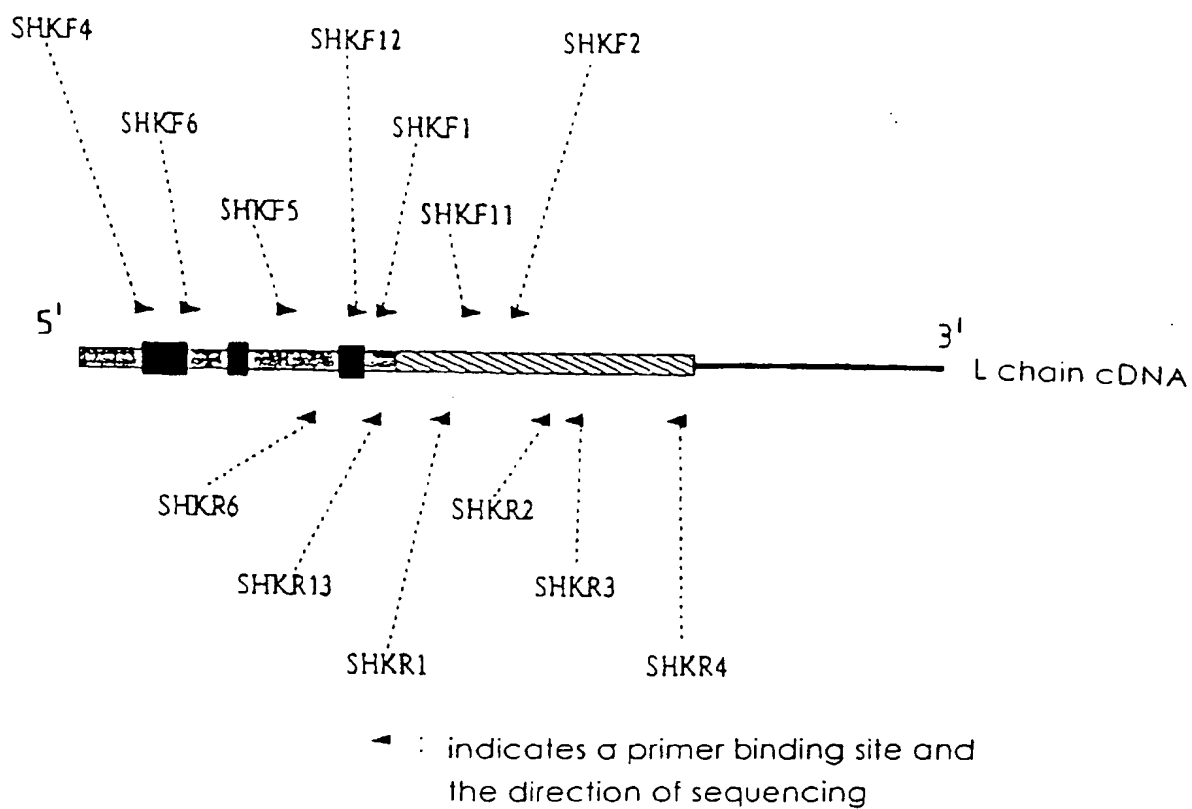 SHKF4
SHKF12
SHKF2
SHKF6
SHKF1
SHKF5
SHKF11
5'
3'
L chain cDNA
SHKR6
SHKR2
SHKR13
SHKR3
SHKR1
SHKR4
: indicates a primer binding site and
the direction of sequencing